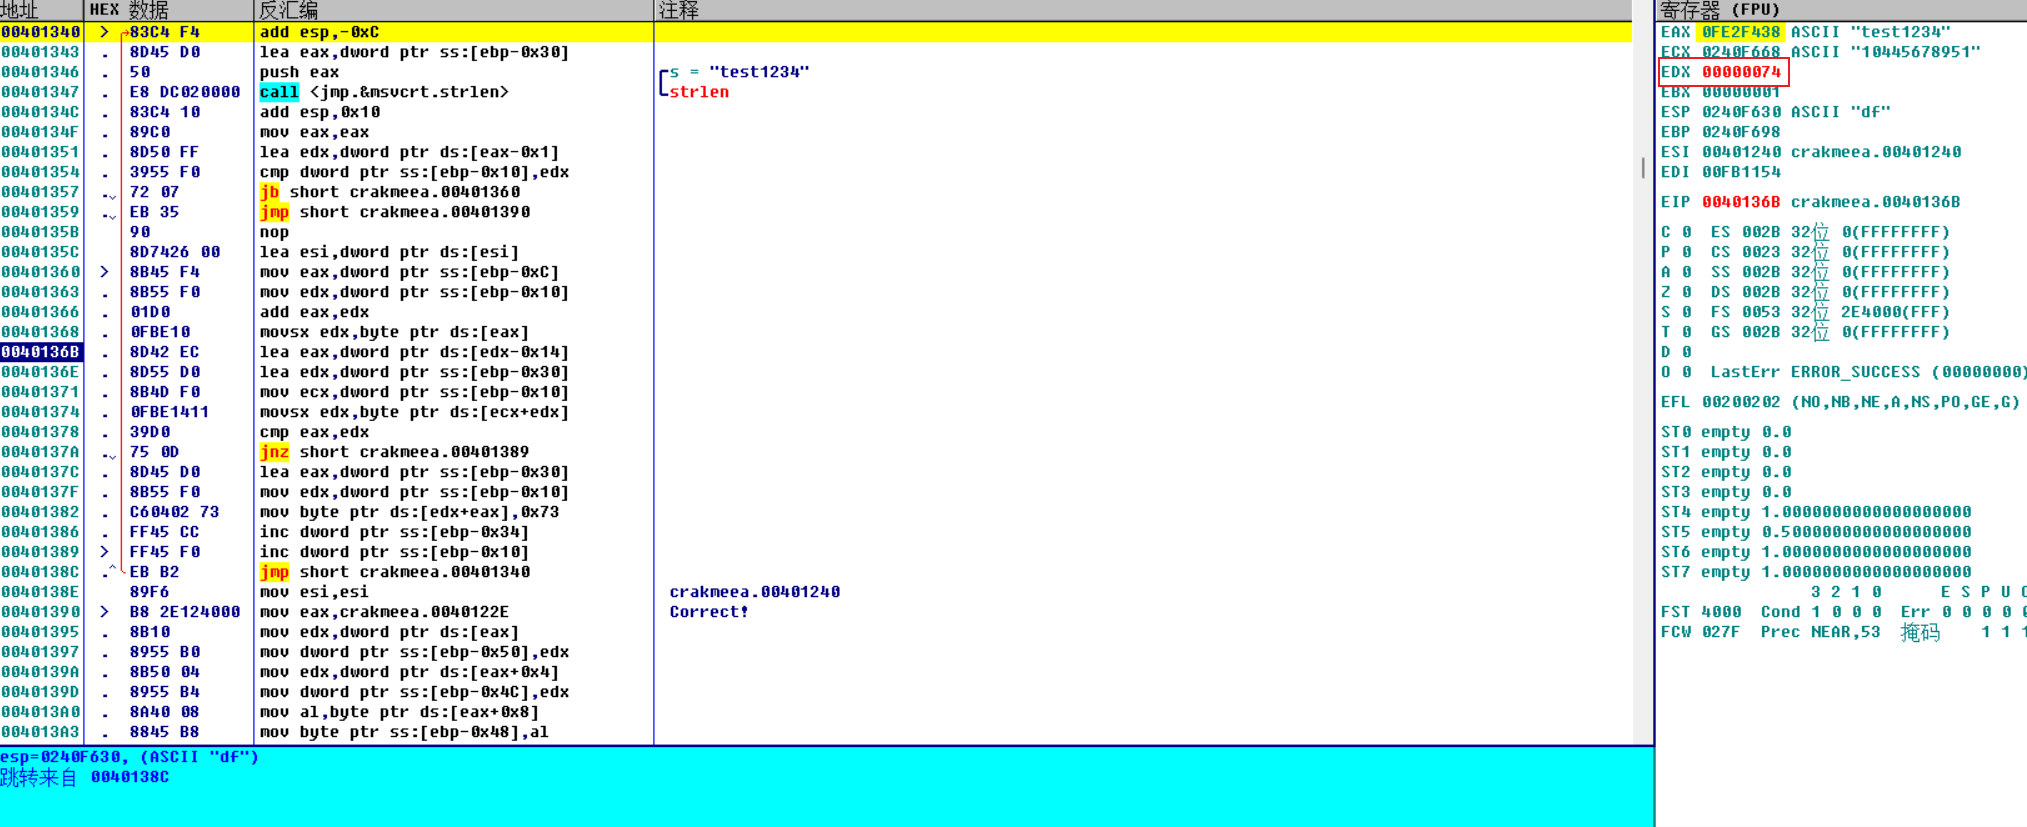 地址 HEX 数据 反汇编 注释
00401340 > 83C4 F4 add esp,-0xC
00401343 . 8D45 D0 lea eax,dword ptr ss:[ebp-0x30]
00401346 . 50 push eax s = "test1234"
00401347 . E8 DC020000 call <jmp.&msvcrt.strlen> strlen
0040134C . 83C4 10 add esp,0x10
0040134F . 89C0 mov eax,eax
00401351 . 8D50 FF lea edx,dword ptr ds:[eax-0x1]
00401354 . 3955 F0 cmp dword ptr ss:[ebp-0x10],edx
00401357 . 72 07 jb short crakmeea.00401360
00401359 . EB 35 jmp short crakmeea.00401390
0040135B 90 nop
0040135C 8D7426 00 lea esi,dword ptr ds:[esi]
00401360 > 8B45 F4 mov eax,dword ptr ss:[ebp-0xC]
00401363 . 8B55 F0 mov edx,dword ptr ss:[ebp-0x10]
00401366 . 01D0 add eax,edx
00401368 . 0FBE10 movsx edx,byte ptr ds:[eax]
0040136B . 8D42 EC lea eax,dword ptr ds:[edx-0x14]
0040136E . 8D55 D0 lea edx,dword ptr ss:[ebp-0x30]
00401371 . 8B4D F0 mov ecx,dword ptr ss:[ebp-0x10]
00401374 . 0FBE1411 movsx edx,byte ptr ds:[ecx+edx]
00401378 . 39D0 cmp eax,edx
0040137A . 75 0D jnz short crakmeea.00401389
0040137C . 8D45 D0 lea eax,dword ptr ss:[ebp-0x30]
0040137F . 8B55 F0 mov edx,dword ptr ss:[ebp-0x10]
00401382 . C60402 73 mov byte ptr ds:[edx+eax],0x73
00401386 . FF45 CC inc dword ptr ss:[ebp-0x34]
00401389 > FF45 F0 inc dword ptr ss:[ebp-0x10]
0040138C .^ EB B2 jmp short crakmeea.00401340
0040138E 89F6 mov esi,esi crakmeea.00401240
00401390 > B8 2E124000 mov eax,crakmeea.0040122E Correct!
00401395 . 8B10 mov edx,dword ptr ds:[eax]
00401397 . 8955 B0 mov dword ptr ss:[ebp-0x50],edx
0040139A . 8B50 04 mov edx,dword ptr ds:[eax+0x4]
0040139D . 8955 B4 mov dword ptr ss:[ebp-0x4C],edx
004013A0 . 8A40 08 mov al,byte ptr ds:[eax+0x8]
004013A3 . 8845 B8 mov byte ptr ss:[ebp-0x48],al
esp=0240F630, (ASCII "df")
跳转来自 0040138C
寄存器 (FPU)
EAX 0FE2F438 ASCII "test1234"
ECX 0240F668 ASCII "10445678951"
EDX 00000074
EBX 00000001
ESP 0240F630 ASCII "df"
EBP 0240F698
ESI 00401240 crakmeea.00401240
EDI 00FB1154
EIP 0040136B crakmeea.0040136B
C 0 ES 002B 32位 0(FFFFFFFF)
P 0 CS 0023 32位 0(FFFFFFFF)
A 0 SS 002B 32位 0(FFFFFFFF)
Z 0 DS 002B 32位 0(FFFFFFFF)
S 0 FS 0053 32位 2E4000(FFF)
T 0 GS 002B 32位 0(FFFFFFFF)
D 0
O 0 LastErr ERROR_SUCCESS (00000000)
EFL 00200202 (NO,NB,NE,A,NS,PO,GE,G)
ST0 empty 0.0
ST1 empty 0.0
ST2 empty 0.0
ST3 empty 0.0
ST4 empty 1.0000000000000000000
ST5 empty 0.5000000000000000000
ST6 empty 1.0000000000000000000
ST7 empty 1.0000000000000000000
3 2 1 0 E S P U
FST 4000 Cond 1 0 0 0 Err 0 0 0 0
FCW 027F Prec NEAR,53 掩码 1 1 1